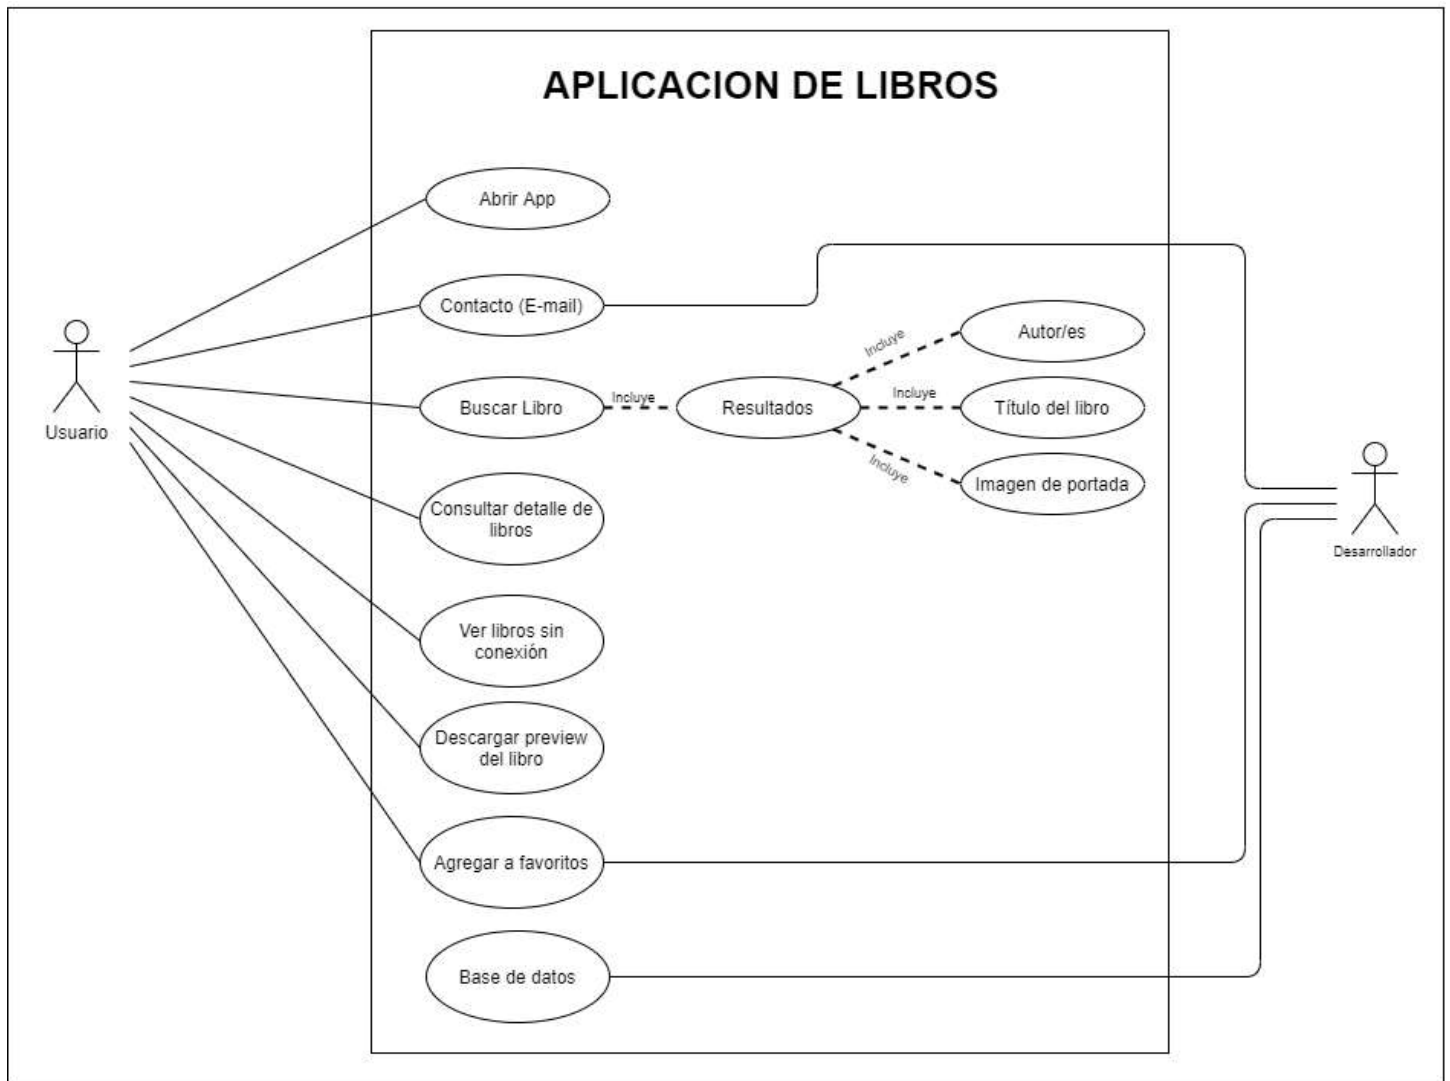 APLICACION DE LIBROS
Abrir App
Contacto (E-mail)
Autor/es
Incluye
Buscar Libro
Incluye
Resultados
Incluye
Título del libro
Incluye
Imagen de portada
Usuario
Consultar detalle de
libros
Desarrollador
Ver libros sin
conexión
Descargar preview
del libro
Agregar a favoritos
Base de datos